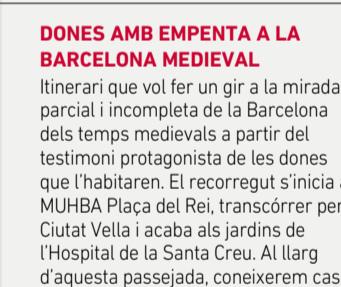 DONES AMB EMPENTA A LA
BARCELONA MEDIEVAL
Itinerari que vol fer un gir a la mirada
parcial i incompleta de la Barcelona
dels temps medievals a partir del
testimoni protagonista de les dones
que l’habitaren. El recorregut s’inicia
MUHBA Plaça del Rei, transcórrer per
Ciutat Vella i acaba als jardins de
l’Hospital de la Santa Creu. Al llarg
d’aquesta passejada, coneixerem cas